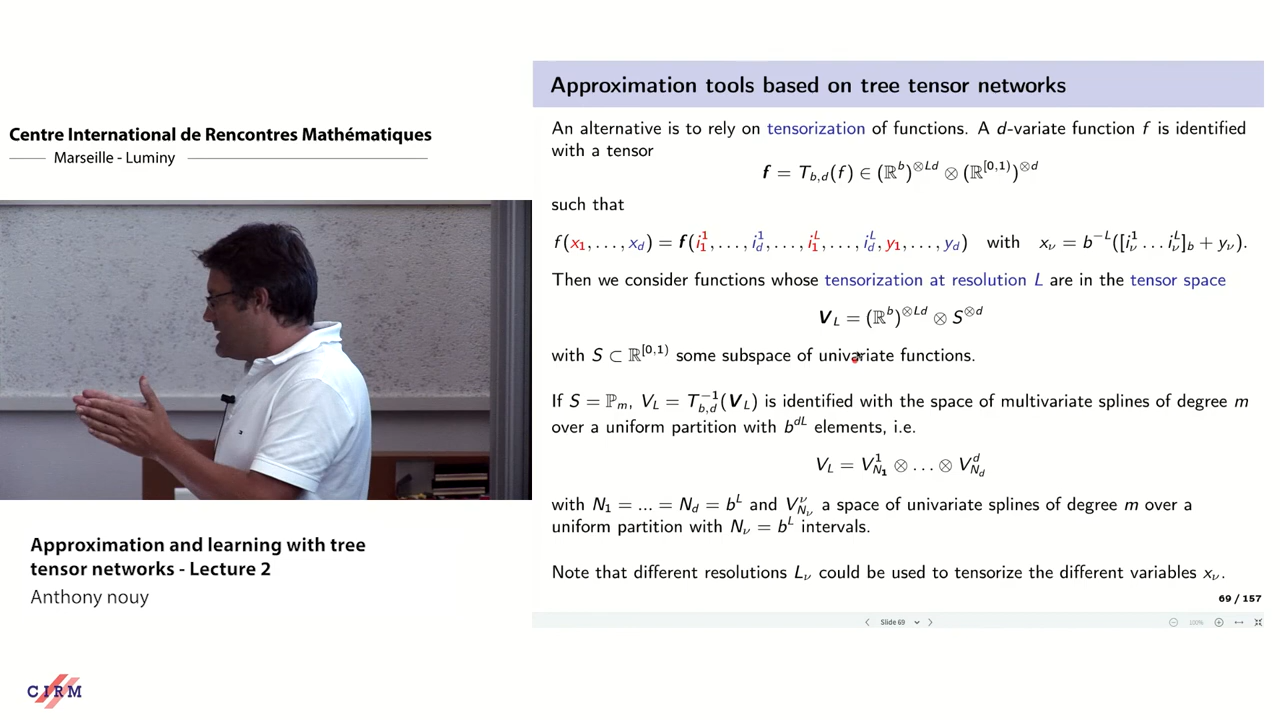 Centre International de Rencontres Mathématiques
Marseille - Luminy
Approximation and learning with tree
tensor networks - Lecture 2
Anthony nouy
CIRM
Approximation tools based on tree tensor networks
An alternative is to rely on tensorization of functions. A d-variate function f is identified
with a tensor
f = T_{b,d}(f) ∈ (ℝ^b)^{⊗Ld} ⊗ (ℝ^{[0,1)})^{⊗d}
such that
f(x_1, . . . , x_d) = f(i_1^1, . . . , i_d^1, . . . , i_1^L, . . . , i_d^L, y_1, . . . , y_d) with x_ν = b^{-L}([i_ν^1 . . . i_ν^L]_b + y_ν).
Then we consider functions whose tensorization at resolution L are in the tensor space
V_L = (ℝ^b)^{⊗Ld} ⊗ S^{⊗d}
with S ⊂ ℝ^{[0,1)} some subspace of univariate functions.
If S = ℙ_m, V_L = T_{b,d}^{-1}(V_L) is identified with the space of multivariate splines of degree m
over a uniform partition with b^{dL} elements, i.e.
V_L = V_{N_1}^1 ⊗ . . . ⊗ V_{N_d}^d
with N_1 = ... = N_d = b^L and V_{N_ν}^ν a space of univariate splines of degree m over a
uniform partition with N_ν = b^L intervals.
Note that different resolutions L_ν could be used to tensorize the different variables x_ν.
69 / 157
Slide 69
100%